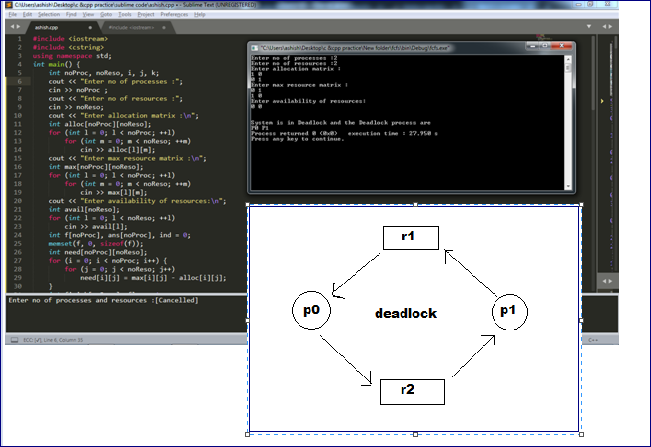 C:\Users\ashish\Desktop\c &cpp practice\sublime code\ashish.cpp • - Sublime Text (UNREGISTERED)
File Edit Selection Find View Goto Tools Project Preferences Help
ashish.cpp
#include <iostream>
1 #include <iostream>
2 #include <cstring>
3 using namespace std;
4 int main() {
5 int noProc, noReso, i, j, k;
6 cout << "Enter no of processes :";
7 cin >> noProc ;
8 cout << "Enter no of resources :";
9 cin >> noReso;
10 cout << "Enter allocation matrix :\n";
11 int alloc[noProc][noReso];
12 for (int l = 0; l < noProc; ++l)
13 for (int m = 0; m < noReso; ++m)
14 cin >> alloc[l][m];
15 cout << "Enter max resource matrix :\n";
16 int max[noProc][noReso];
17 for (int l = 0; l < noProc; ++l)
18 for (int m = 0; m < noReso; ++m)
19 cin >> max[l][m];
20 cout << "Enter availability of resources:\n";
21 int avail[noReso];
22 for (int l = 0; l < noReso; ++l)
23 cin >> avail[l];
24 int f[noProc], ans[noProc], ind = 0;
25 memset(f, 0, sizeof(f));
26 int need[noProc][noReso];
27 for (i = 0; i < noProc; i++) {
28 for (j = 0; j < noReso; j++)
29 need[i][j] = max[i][j] - alloc[i][j];
30 }
Enter no of processes and resources :[Cancelled]
Line 6, Column 33
C++
"C:\Users\ashish\Desktop\c &cpp practice\New folder\fcfs\bin\Debug\fcfs.exe"
Enter no of processes :2
Enter no of resources :2
Enter allocation matrix :
1 0
0 1
Enter max resource matrix :
0 1
1 0
Enter availability of resources:
0 0
System is in Deadlock and the Deadlock process are
P0 P1
Process returned 0 (0x0) execution time : 27.950 s
Press any key to continue.
r1
p0
deadlock
p1
r2